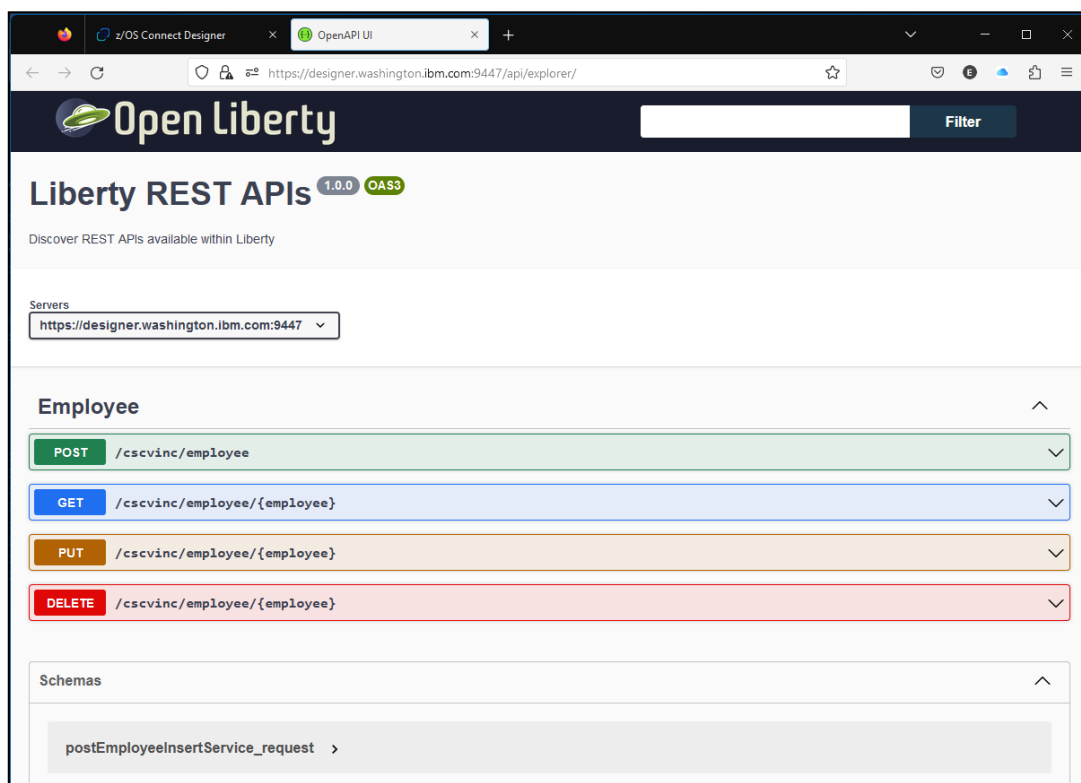 z/OS Connect Designer
OpenAPI UI
https://designer.washington.ibm.com:9447/api/explorer/
E
Open Liberty
Filter
Liberty REST APIs 1.0.0 OAS3
Discover REST APIs available within Liberty
Servers
https://designer.washington.ibm.com:9447
Employee
POST /cscvinc/employee
GET /cscvinc/employee/{employee}
PUT /cscvinc/employee/{employee}
DELETE /cscvinc/employee/{employee}
Schemas
postEmployeeInsertService_request